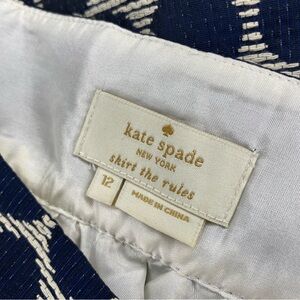 kate spade
NEW YORK
skirt the rules
12
MADE IN CHINA